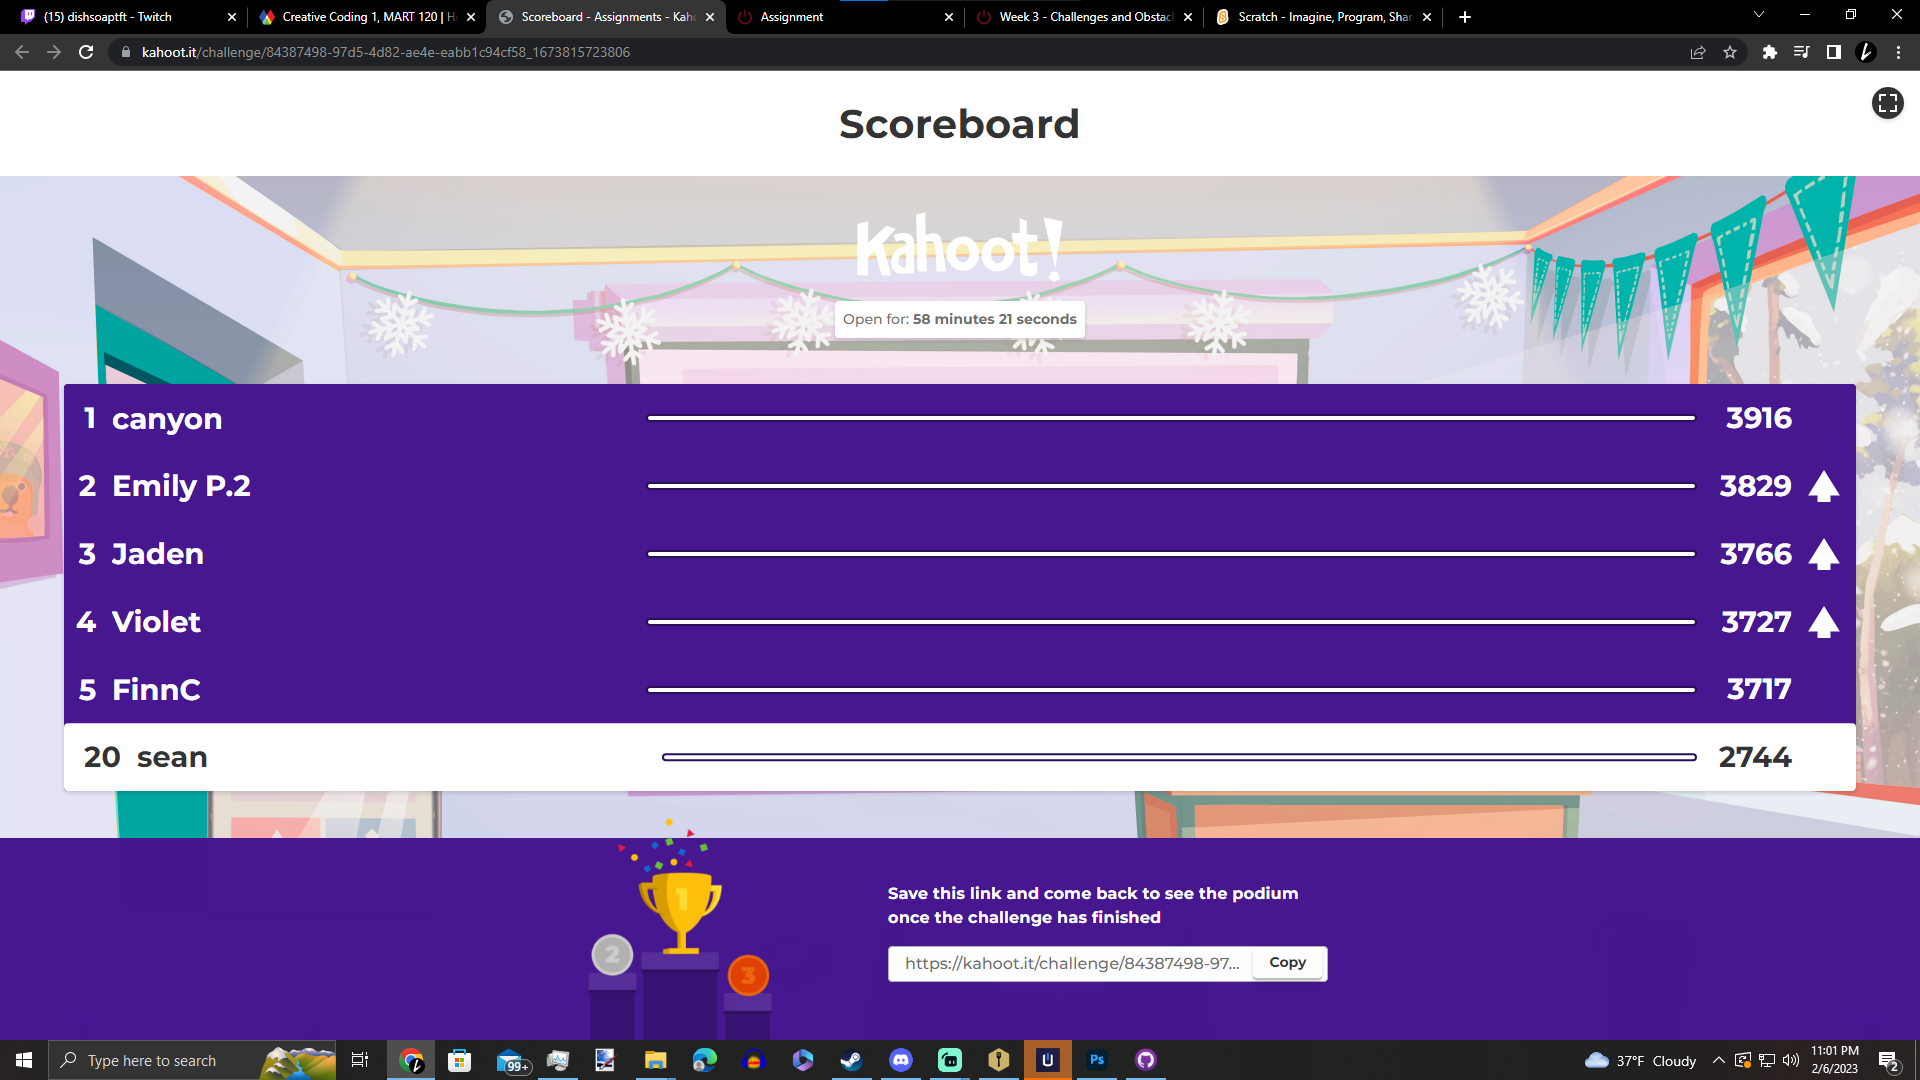 (15) dishsoaptft - Twitch
Creative Coding 1, MART 120 | H
Scoreboard - Assignments - Kaho
Assignment
Week 3 - Challenges and Obstac
Scratch - Imagine, Program, Shar
kahoot.it/challenge/84387498-97d5-4d82-ae4e-eabb1c94cf58_1673815723806
Scoreboard
Kahoot!
Open for: 58 minutes 21 seconds
1 canyon 3916
2 Emily P.2 3829
3 Jaden 3766
4 Violet 3727
5 FinnC 3717
20 sean 2744
1
2
3
Save this link and come back to see the podium
once the challenge has finished
https://kahoot.it/challenge/84387498-97... Copy
Type here to search
99+
U
Ps
37°F Cloudy
11:01 PM
2/6/2023
2